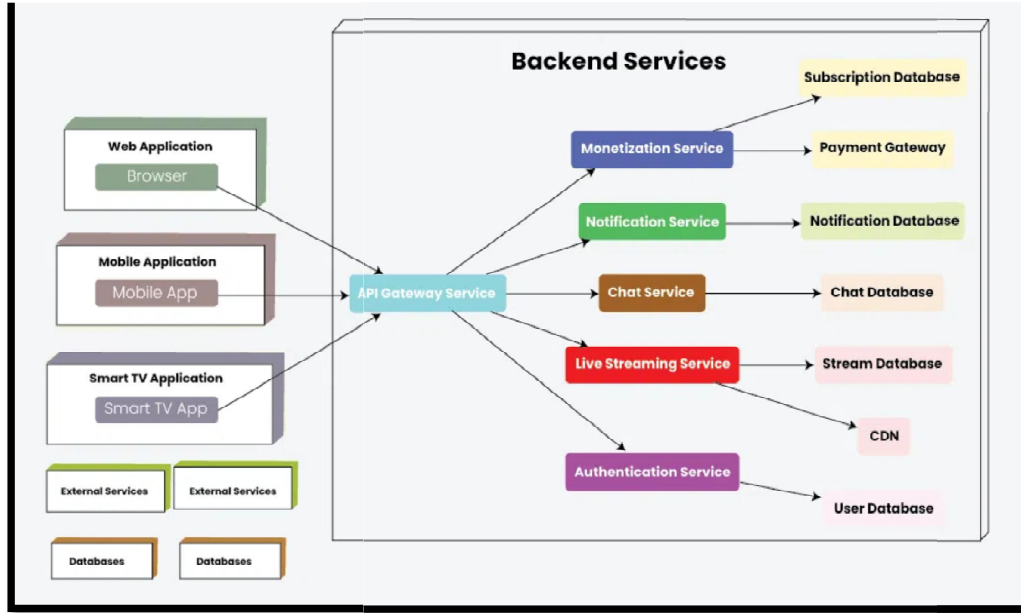 Backend Services
Web Application
Browser
Mobile Application
Mobile App
Smart TV Application
Smart TV App
External Services
External Services
Databases
Databases
API Gateway Service
Monetization Service
Notification Service
Chat Service
Live Streaming Service
Authentication Service
Subscription Database
Payment Gateway
Notification Database
Chat Database
Stream Database
CDN
User Database